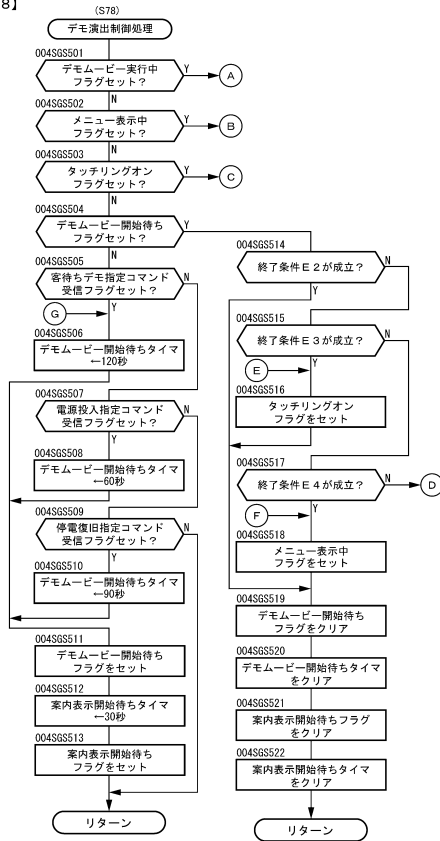 8】
(S78)
デモ演出制御処理
004SGS501
デモムービー実行中
フラグセット?
Y
A
N
004SGS502
メニュー表示中
フラグセット?
Y
B
N
004SGS503
タッチリングオン
フラグセット?
Y
C
N
004SGS504
デモムービー開始待ち
フラグセット?
Y
N
004SGS505
客待ちデモ指定コマンド
受信フラグセット?
N
Y
G
004SGS506
デモムービー開始待ちタイマ
←120秒
004SGS507
電源投入指定コマンド
受信フラグセット?
N
Y
004SGS508
デモムービー開始待ちタイマ
←60秒
004SGS509
停電復旧指定コマンド
受信フラグセット?
N
Y
004SGS510
デモムービー開始待ちタイマ
←90秒
004SGS511
デモムービー開始待ち
フラグをセット
004SGS512
案内表示開始待ちタイマ
←30秒
004SGS513
案内表示開始待ち
フラグをセット
リターン
004SGS514
終了条件E2が成立?
N
Y
004SGS515
終了条件E3が成立?
N
Y
E
004SGS516
タッチリングオン
フラグをセット
004SGS517
終了条件E4が成立?
N
D
Y
F
004SGS518
メニュー表示中
フラグをセット
004SGS519
デモムービー開始待ち
フラグをクリア
004SGS520
デモムービー開始待ちタイマ
をクリア
004SGS521
案内表示開始待ちフラグ
をクリア
004SGS522
案内表示開始待ちタイマ
をクリア
リターン